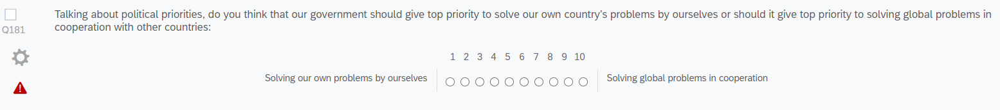 Talking about political priorities, do you think that our government should give top priority to solve our own country's problems by ourselves or should it give top priority to solving global problems in
Q181
cooperation with other countries:
1 2 3 4 5 6 7 8 9 10
Solving our own problems by ourselves
Solving global problems in cooperation